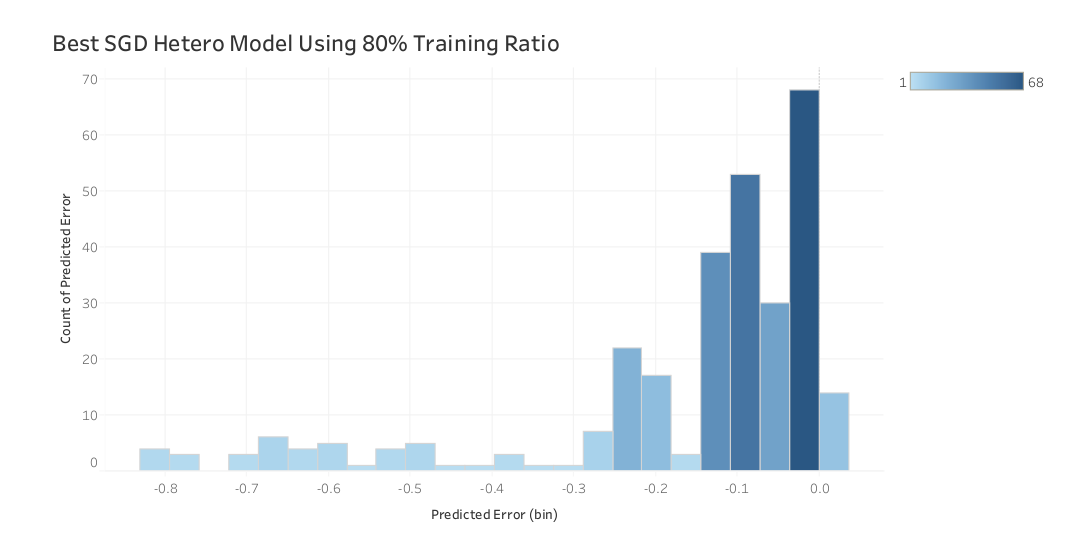 Best SGD Hetero Model Using 80% Training Ratio
1 68
70
60
50
40
30
20
10
0
Count of Predicted Error
-0.8 -0.7 -0.6 -0.5 -0.4 -0.3 -0.2 -0.1 0.0
Predicted Error (bin)